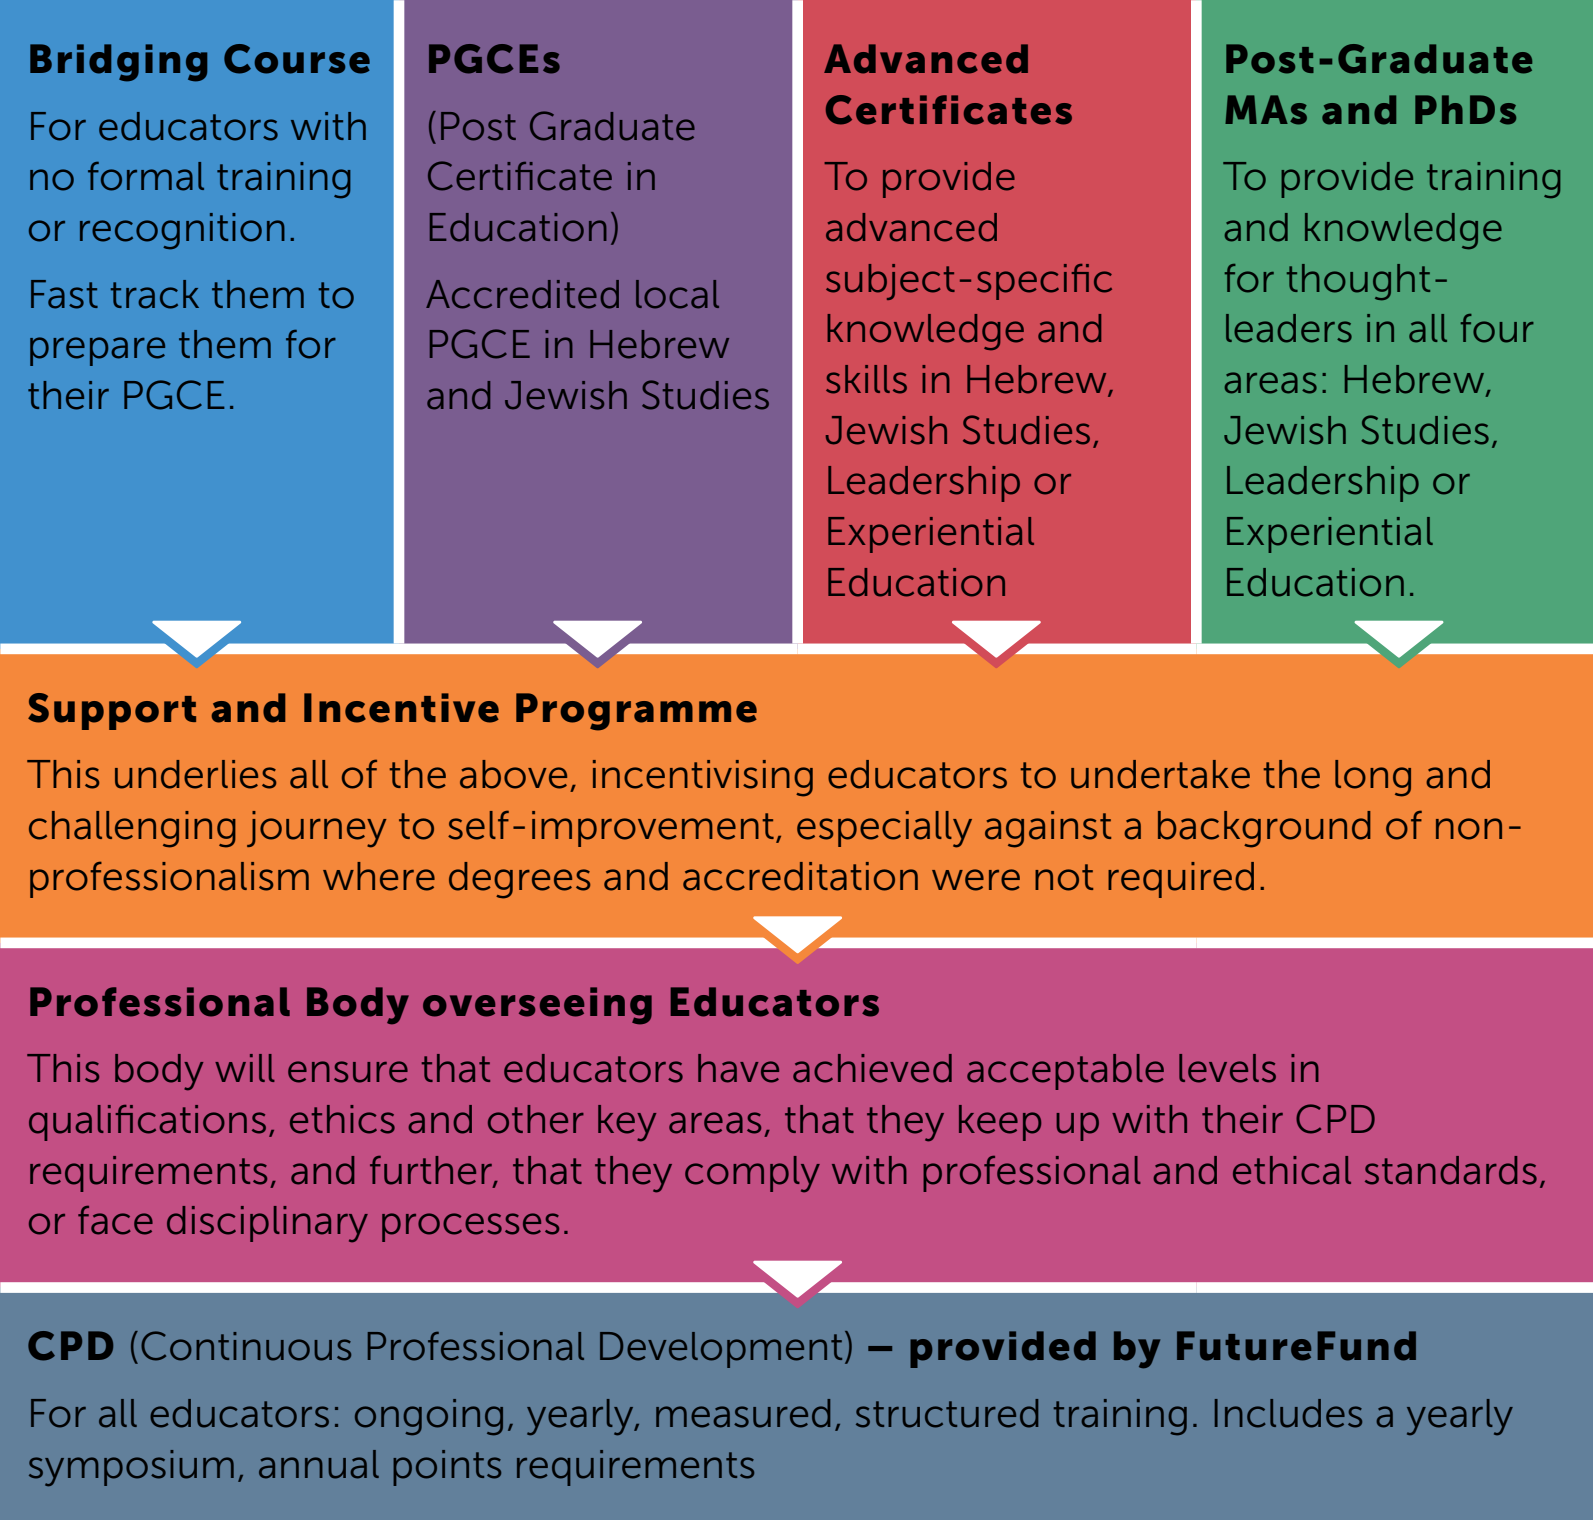 Bridging Course
For educators with
no formal training
or recognition.
Fast track them to
prepare them for
their PGCE.
PGCEs
(Post Graduate
Certificate in
Education)
Accredited local
PGCE in Hebrew
and Jewish Studies
Advanced
Certificates
To provide
advanced
subject-specific
knowledge and
skills in Hebrew,
Jewish Studies,
Leadership or
Experiential
Education
Post-Graduate
MAs and PhDs
To provide training
and knowledge
for thought-
leaders in all four
areas: Hebrew,
Jewish Studies,
Leadership or
Experiential
Education.
Support and Incentive Programme
This underlies all of the above, incentivising educators to undertake the long and
challenging journey to self-improvement, especially against a background of non-
professionalism where degrees and accreditation were not required.
Professional Body overseeing Educators
This body will ensure that educators have achieved acceptable levels in
qualifications, ethics and other key areas, that they keep up with their CPD
requirements, and further, that they comply with professional and ethical standards,
or face disciplinary processes.
CPD (Continuous Professional Development) – provided by FutureFund
For all educators: ongoing, yearly, measured, structured training. Includes a yearly
symposium, annual points requirements